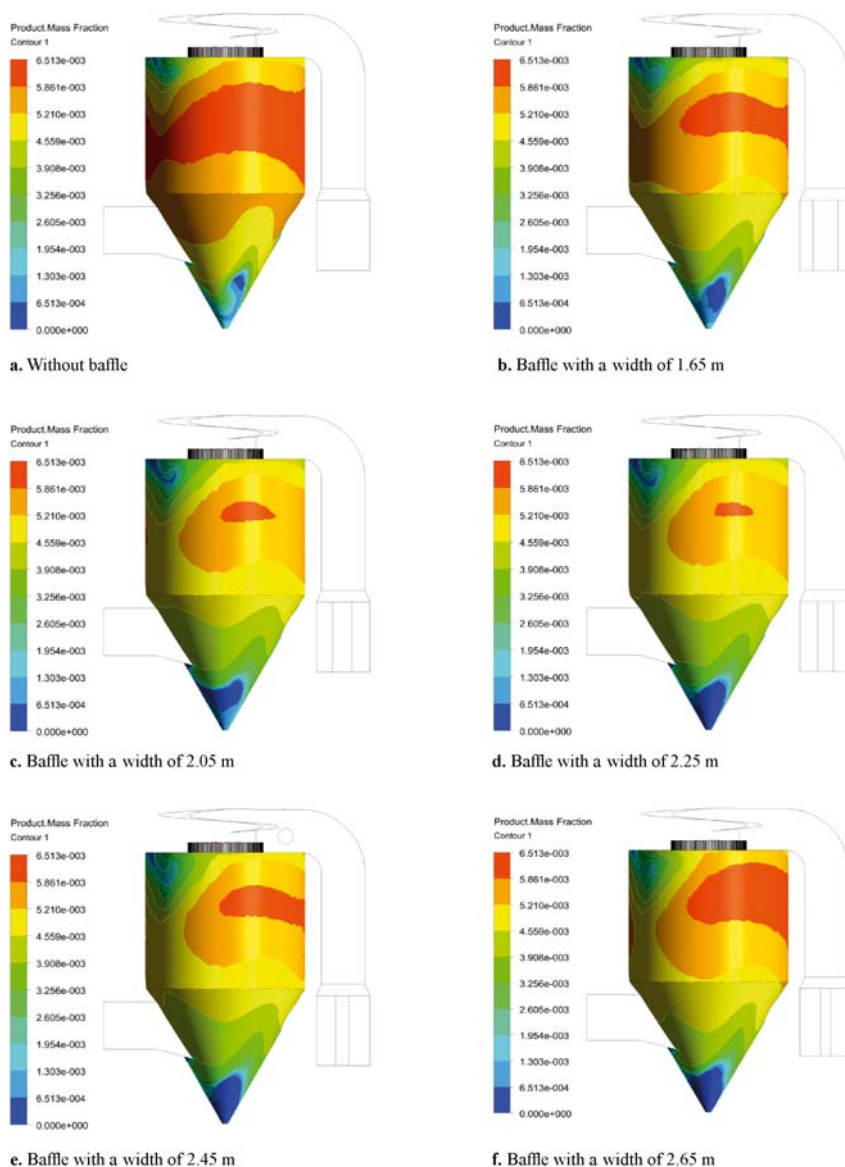 Product.Mass Fraction
Contour 1
6.513e-003
5.861e-003
5.210e-003
4.559e-003
3.908e-003
3.256e-003
2.605e-003
1.954e-003
1.303e-003
6.513e-004
0.000e+000
a. Without baffle
Product.Mass Fraction
Contour 1
6.513e-003
5.861e-003
5.210e-003
4.559e-003
3.908e-003
3.256e-003
2.605e-003
1.954e-003
1.303e-003
6.513e-004
0.000e+000
b. Baffle with a width of 1.65 m
Product.Mass Fraction
Contour 1
6.513e-003
5.861e-003
5.210e-003
4.559e-003
3.908e-003
3.256e-003
2.605e-003
1.954e-003
1.303e-003
6.513e-004
0.000e+000
c. Baffle with a width of 2.05 m
Product.Mass Fraction
Contour 1
6.513e-003
5.861e-003
5.210e-003
4.559e-003
3.908e-003
3.256e-003
2.605e-003
1.954e-003
1.303e-003
6.513e-004
0.000e+000
d. Baffle with a width of 2.25 m
Product.Mass Fraction
Contour 1
6.513e-003
5.861e-003
5.210e-003
4.559e-003
3.908e-003
3.256e-003
2.605e-003
1.954e-003
1.303e-003
6.513e-004
0.000e+000
e. Baffle with a width of 2.45 m
Product.Mass Fraction
Contour 1
6.513e-003
5.861e-003
5.210e-003
4.559e-003
3.908e-003
3.256e-003
2.605e-003
1.954e-003
1.303e-003
6.513e-004
0.000e+000
f. Baffle with a width of 2.65 m